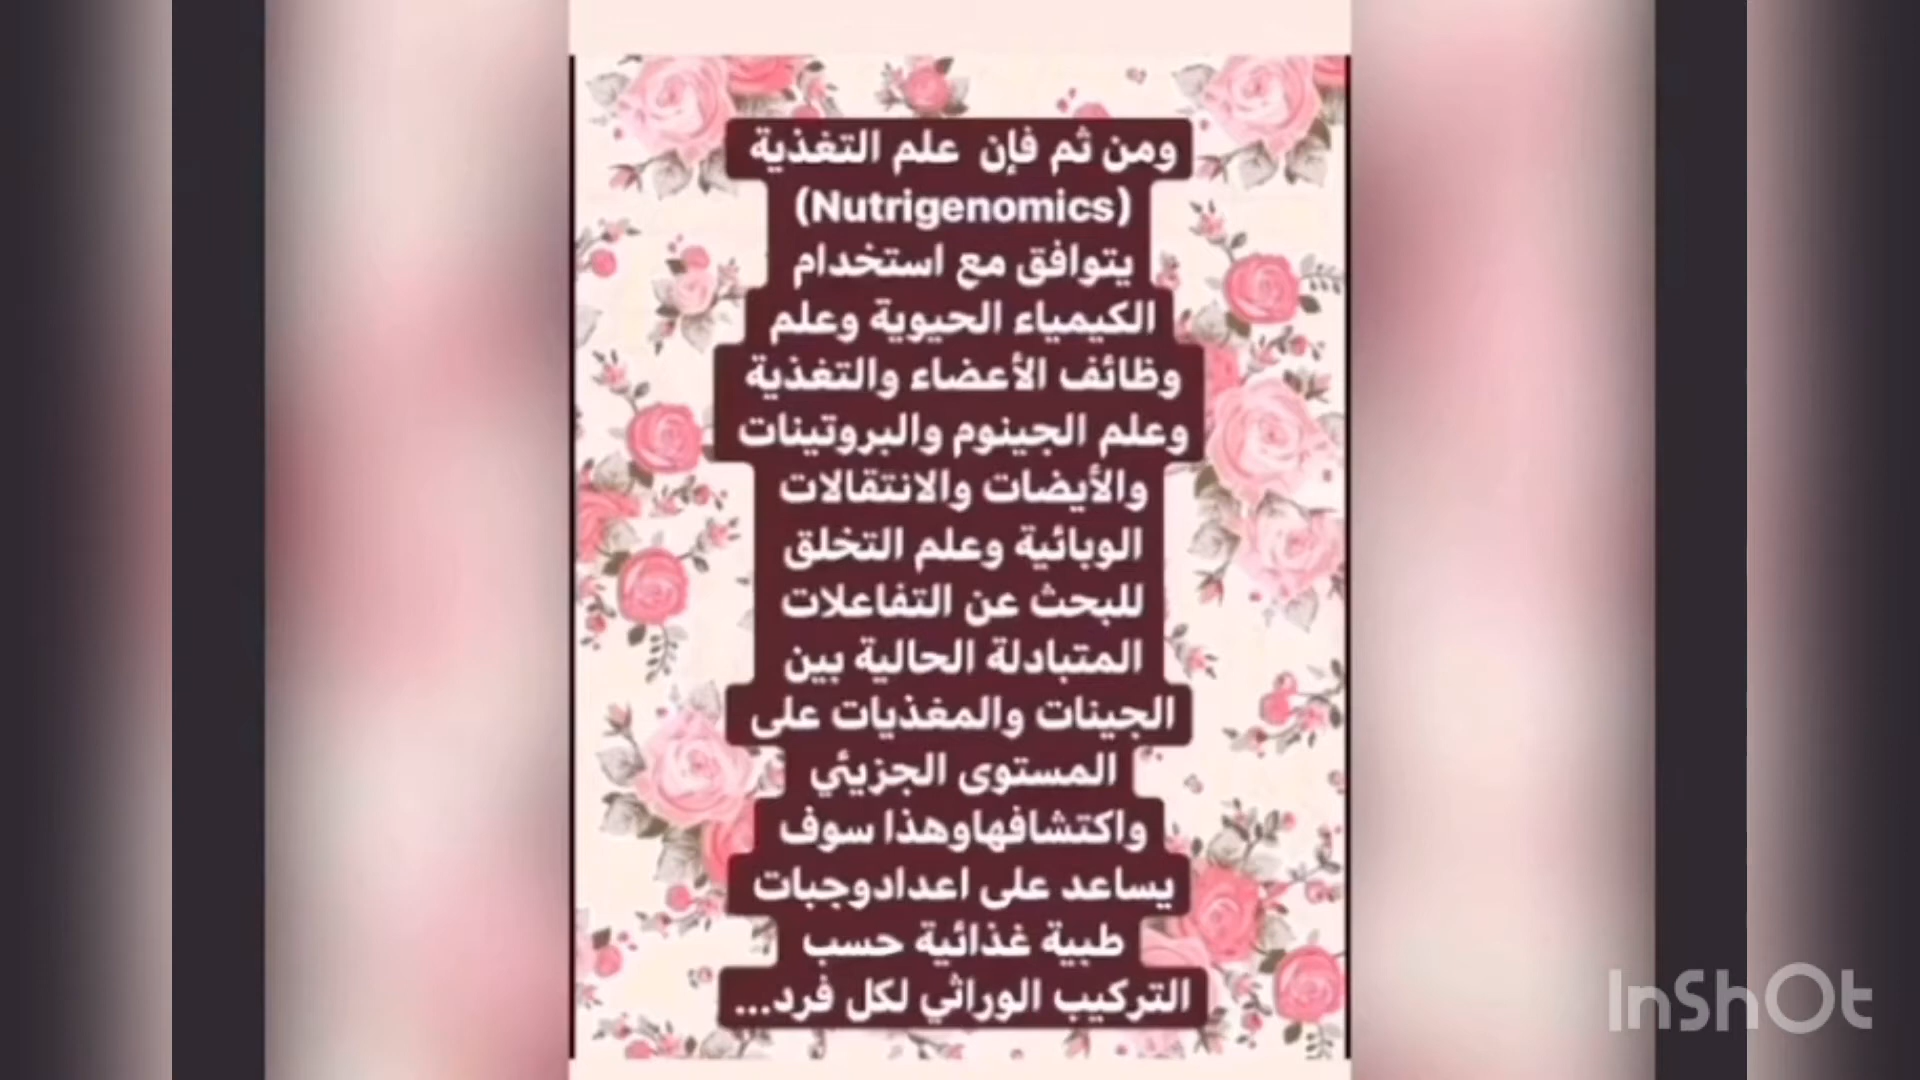 ومن ثم فإن علم التغذية
(Nutrigenomics)
يتوافق مع استخدام
الكيمياء الحيوية وعلم
وظائف الأعضاء والتغذية
وعلم الجينوم والبروتينات
والأيضات والانتقالات
الوبائية وعلم التخلق
للبحث عن التفاعلات
المتبادلة الحالية بين
الجينات والمغذيات على
المستوى الجزيئي
واكتشافهاوهذا سوف
يساعد على اعدادوجبات
طبية غذائية حسب
التركيب الوراثي لكل فرد...
InShOt